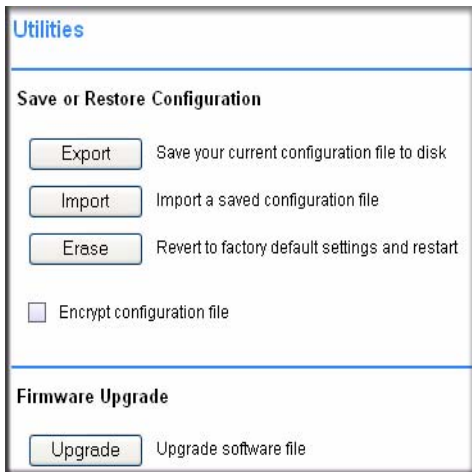 Utilities
Save or Restore Configuration
Export Save your current configuration file to disk
Import Import a saved configuration file
Erase Revert to factory default settings and restart
Encrypt configuration file
Firmware Upgrade
Upgrade Upgrade software file